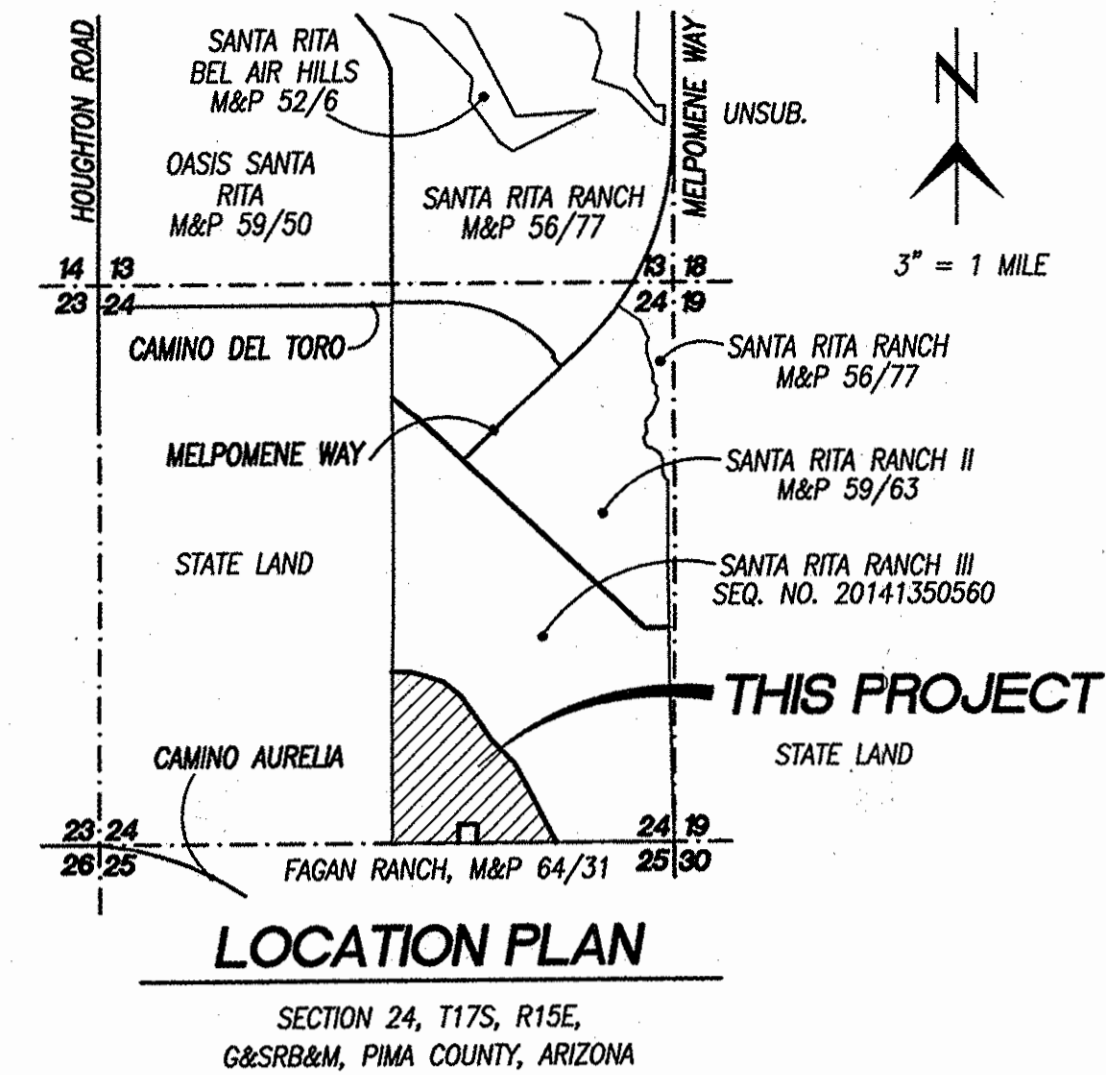 HOUGHTON ROAD
SANTA RITA
BEL AIR HILLS
M&P 52/6
MELPOMENE WAY
UNSUB.
N
OASIS SANTA
RITA
M&P 59/50
SANTA RITA RANCH
M&P 56/77
3" = 1 MILE
14 13
23 24
13 18
24 19
CAMINO DEL TORO
SANTA RITA RANCH
M&P 56/77
MELPOMENE WAY
SANTA RITA RANCH II
M&P 59/63
STATE LAND
SANTA RITA RANCH III
SEQ. NO. 20141350560
THIS PROJECT
STATE LAND
CAMINO AURELIA
23 24
26 25
24 19
25 30
FAGAN RANCH, M&P 64/31
LOCATION PLAN
SECTION 24, T17S, R15E,
G&SRB&M, PIMA COUNTY, ARIZONA